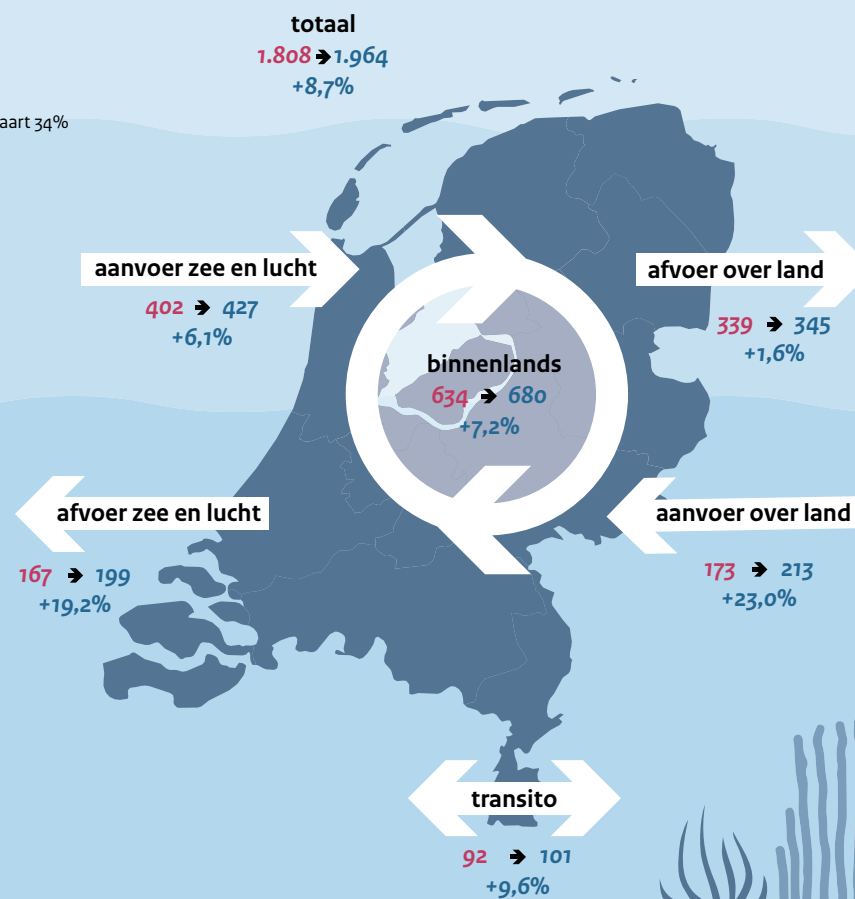 totaal
1.808 ➔ 1.964
+8,7%
aart 34%
aanvoer zee en lucht
402 ➔ 427
+6,1%
afvoer over land
339 ➔ 345
+1,6%
binnenlands
634 ➔ 680
+7,2%
afvoer zee en lucht
167 ➔ 199
+19,2%
aanvoer over land
173 ➔ 213
+23,0%
transito
92 ➔ 101
+9,6%